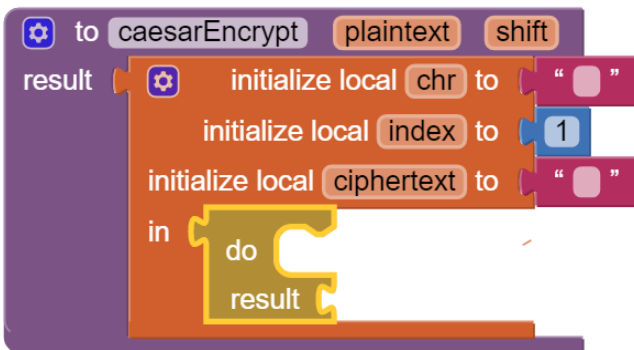 to caesarEncrypt plaintext shift
result initialize local chr to “ ”
initialize local index to 1
initialize local ciphertext to “ ”
in do
result